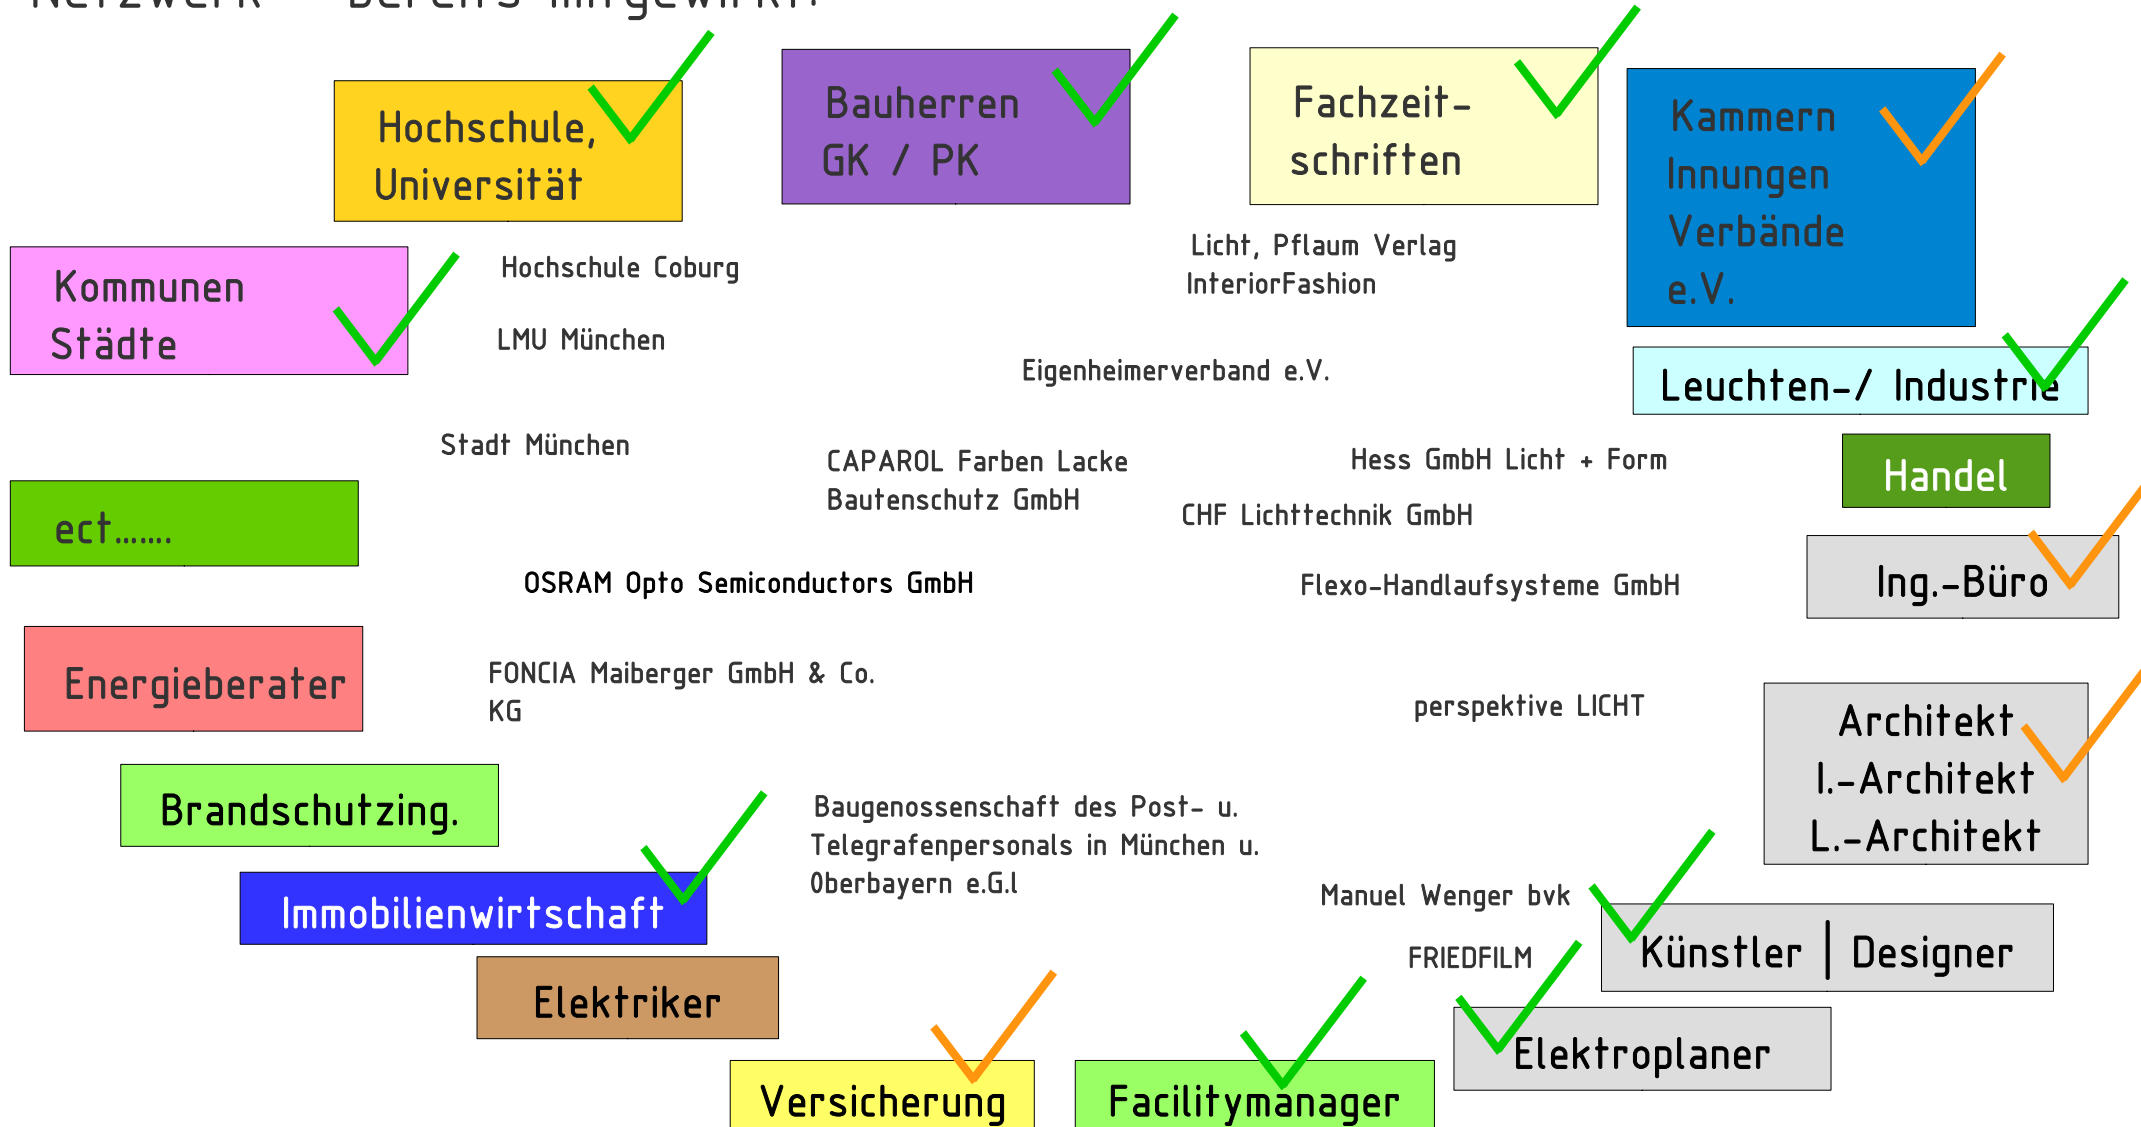 Netzwerk - Bereits mitgewirkt:
Hochschule,
Universität
Bauherren
GK / PK
Fachzeit-
schriften
Kammern
Innungen
Verbände
e.V.
Kommunen
Städte
Hochschule Coburg
LMU München
Licht, Pflaum Verlag
InteriorFashion
Eigenheimerverband e.V.
Leuchten-/ Industrie
Stadt München
CAPAROL Farben Lacke
Bautenschutz GmbH
Hess GmbH Licht + Form
CHF Lichttechnik GmbH
Handel
ect.......
OSRAM Opto Semiconductors GmbH
Flexo-Handlaufsysteme GmbH
Ing.-Büro
Energieberater
FONCIA Maiberger GmbH & Co.
KG
perspektive LICHT
Architekt
I.-Architekt
L.-Architekt
Brandschutzing.
Baugenossenschaft des Post- u.
Telegrafenpersonals in München u.
Oberbayern e.G.l
Immobilienwirtschaft
Manuel Wenger bvk
FRIEDFILM
Künstler | Designer
Elektriker
Elektroplaner
Versicherung
Facilitymanager